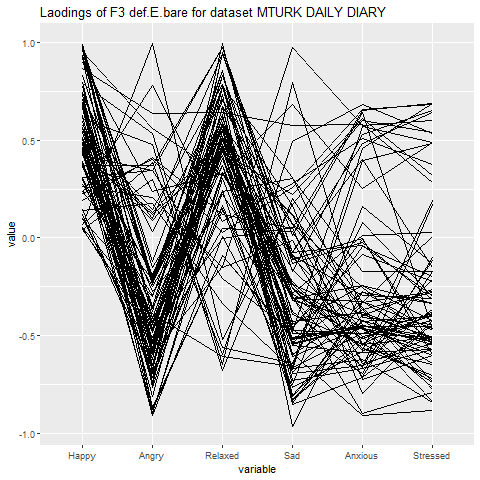 Laodings of F3 def.E.bare for dataset MTURK DAILY DIARY
1.0
0.5
0.0
-0.5
-1.0
value
Happy Angry Relaxed Sad Anxious Stressed
variable